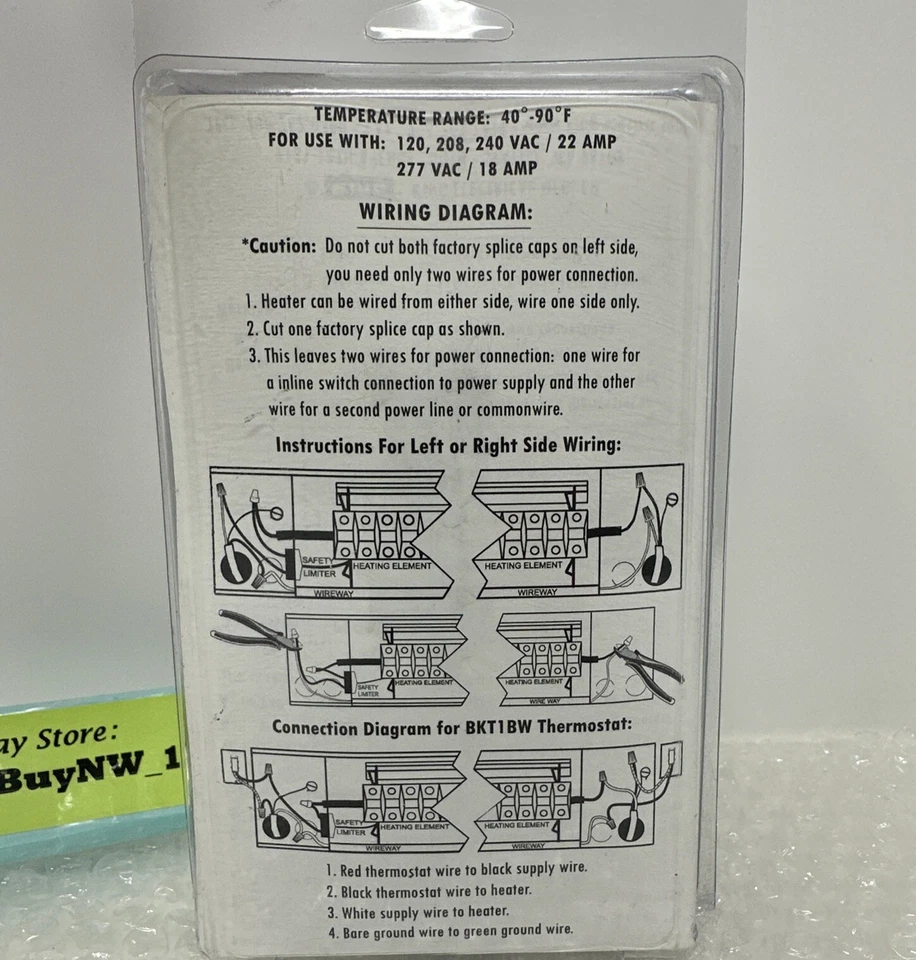 TEMPERATURE RANGE: 40°-90°F
FOR USE WITH: 120, 208, 240 VAC / 22 AMP
277 VAC / 18 AMP
WIRING DIAGRAM:
*Caution: Do not cut both factory splice caps on left side,
you need only two wires for power connection.
1. Heater can be wired from either side, wire one side only.
2. Cut one factory splice cap as shown.
3. This leaves two wires for power connection: one wire for
a inline switch connection to power supply and the other
wire for a second power line or commonwire.
Instructions For Left or Right Side Wiring:
SAFETY
LIMITER
HEATING ELEMENT
WIREWAY
HEATING ELEMENT
WIREWAY
SAFETY
LIMITER
HEATING ELEMENT
HEATING ELEMENT
WIRE WAY
Connection Diagram for BKT1BW Thermostat:
SAFETY
LIMITER
HEATING ELEMENT
WIREWAY
HEATING ELEMENT
WIREWAY
1. Red thermostat wire to black supply wire.
2. Black thermostat wire to heater.
3. White supply wire to heater.
4. Bare ground wire to green ground wire.
ay Store:
BuyNW_1